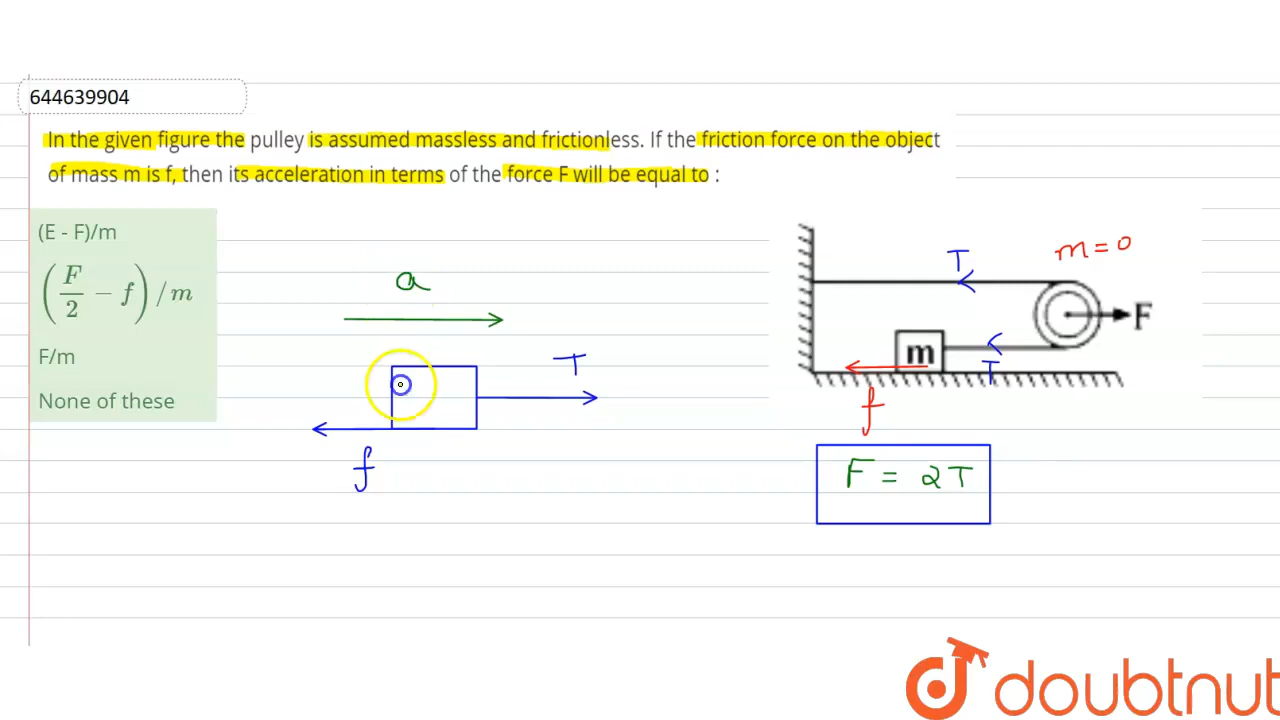 644639904
In the given figure the pulley is assumed massless and frictionless. If the friction force on the object
of mass m is f, then its acceleration in terms of the force F will be equal to :
(E - F)/m
(F/2 − f) / m
F/m
None of these
a
T
f
T
m = 0
F
m
T
f
F = 2T
doubtnut